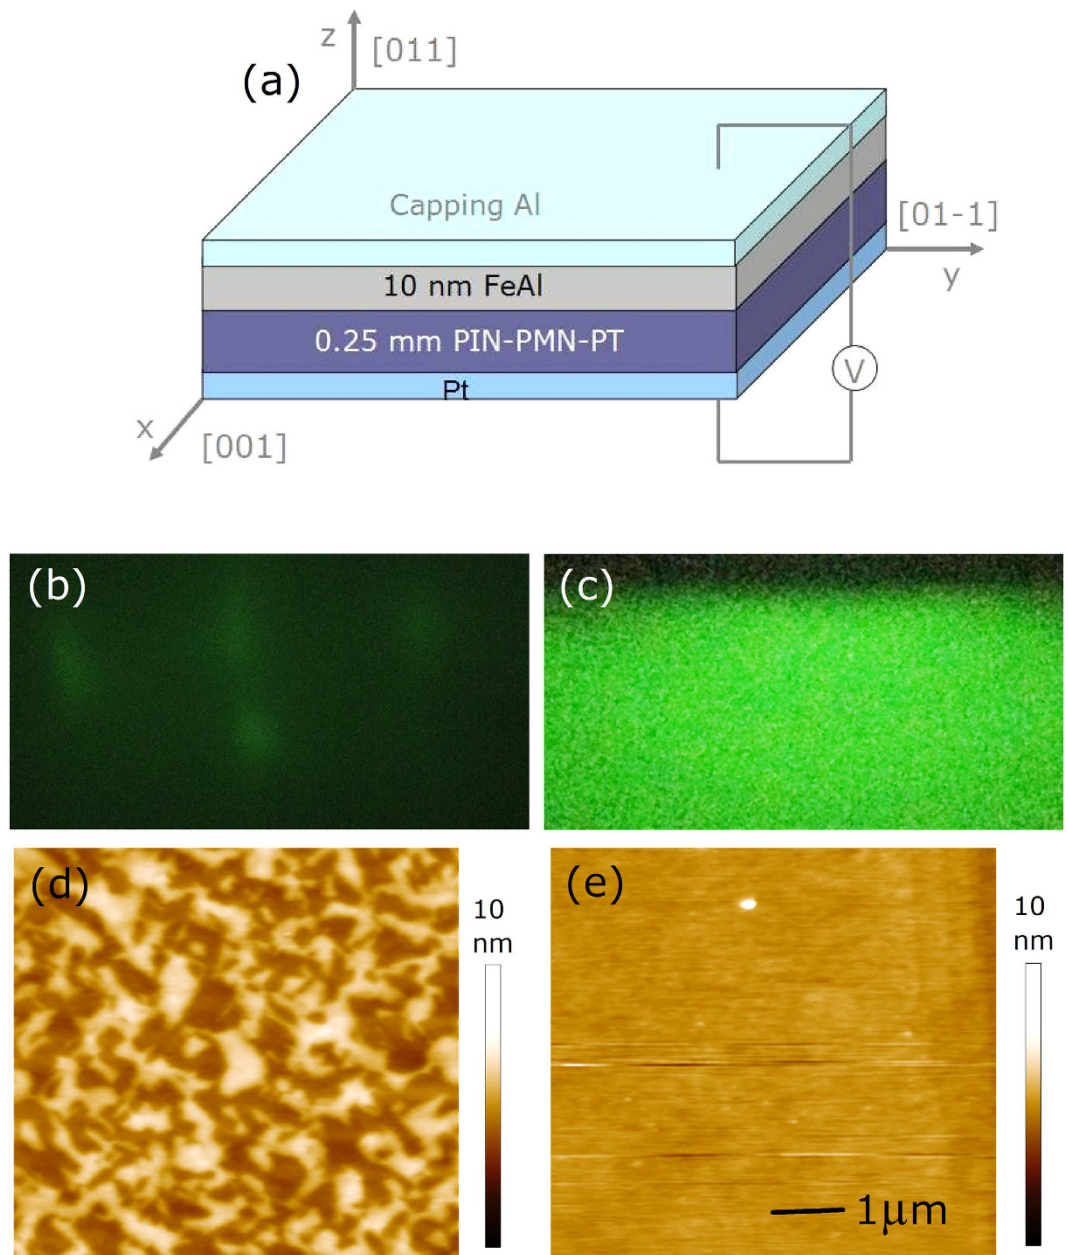 z
[011]
(a)
Capping Al
[01-1]
y
10 nm FeAl
0.25 mm PIN-PMN-PT
V
Pt
x
[001]
(b)
(c)
(d)
10
nm
(e)
10
nm
1μm